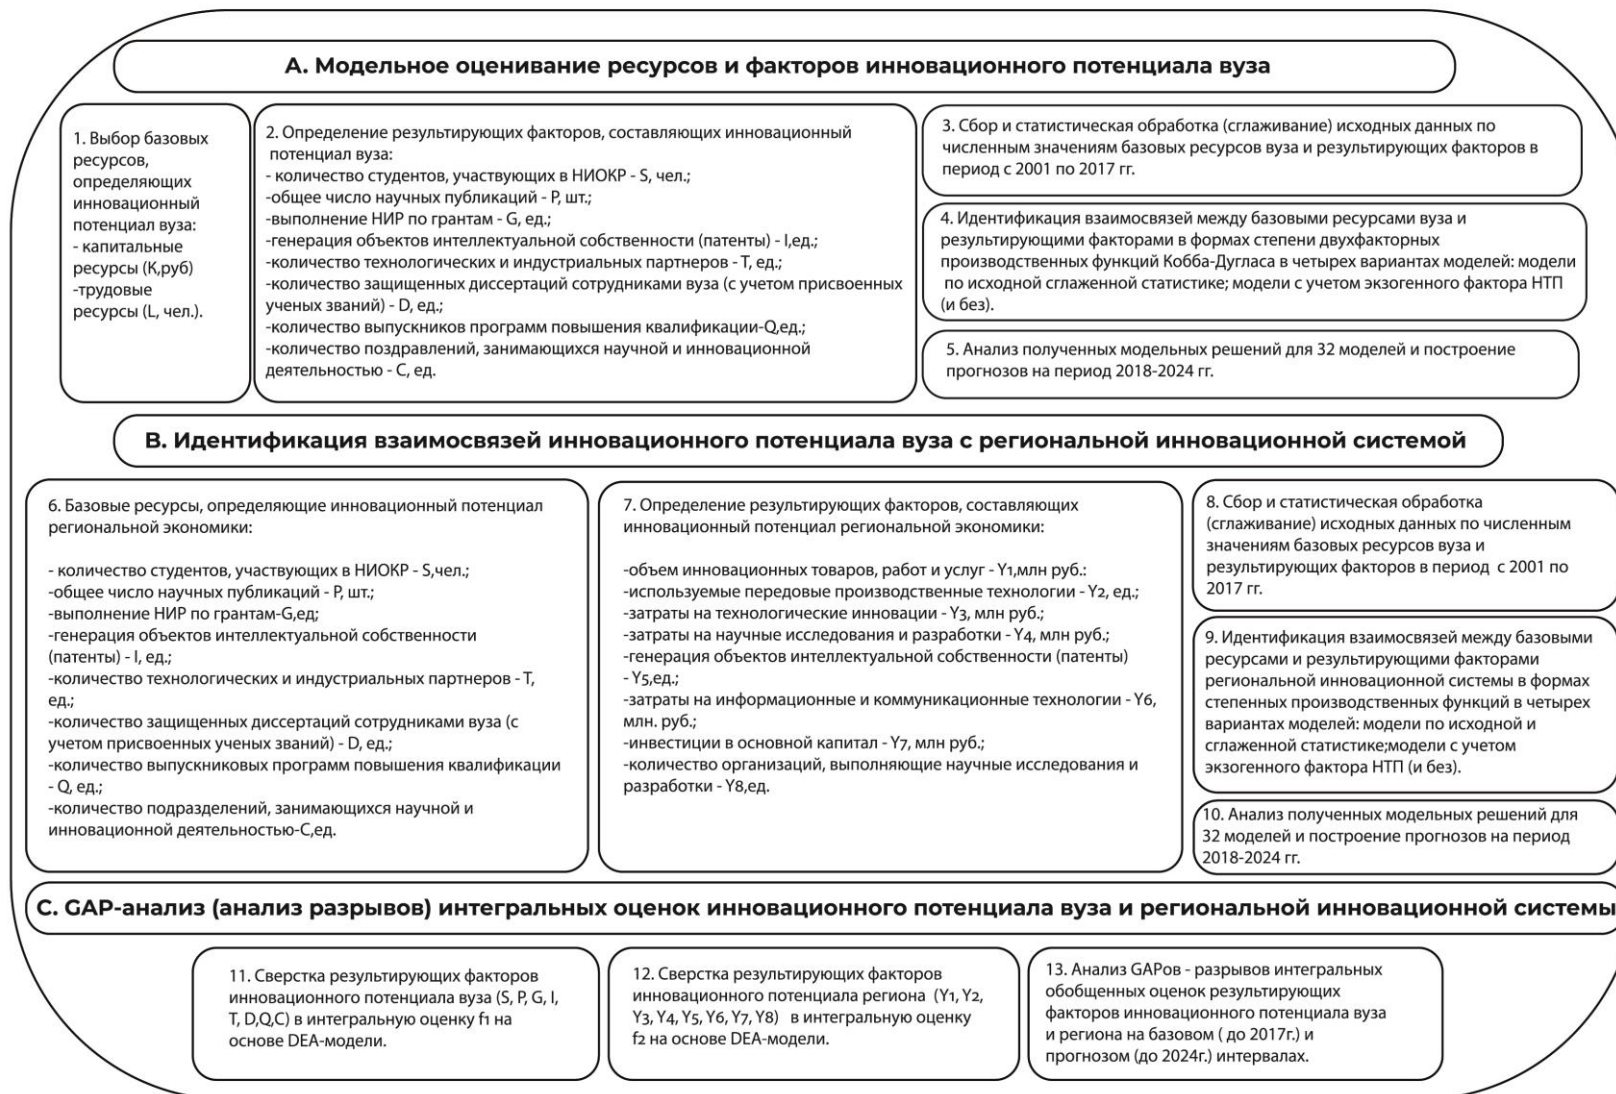 А. Модельное оценивание ресурсов и факторов инновационного потенциала вуза
1. Выбор базовых
ресурсов,
определяющих
инновационный
потенциал вуза:
- капитальные
ресурсы (К,руб)
-трудовые
ресурсы (L, чел.).
2. Определение результирующих факторов, составляющих инновационный
потенциал вуза:
- количество студентов, участвующих в НИОКР - S, чел.;
-общее число научных публикаций - P, шт.;
-выполнение НИР по грантам - G, ед.;
-генерация объектов интеллектуальной собственности (патенты) - I,ед.;
-количество технологических и индустриальных партнеров - T, ед.;
-количество защищенных диссертаций сотрудниками вуза (с учетом присвоенных
ученых званий) - D, ед.;
-количество выпускников программ повышения квалификации-Q,ед.;
-количество поздравлений, занимающихся научной и инновационной
деятельностью - С, ед.
3. Сбор и статистическая обработка (сглаживание) исходных данных по
численным значениям базовых ресурсов вуза и результирующих факторов в
период с 2001 по 2017 гг.
4. Идентификация взаимосвязей между базовыми ресурсами вуза и
результирующими факторами в формах степени двухфакторных
производственных функций Кобба-Дугласа в четырех вариантах моделей: модели
по исходной сглаженной статистике; модели с учетом экзогенного фактора НТП
(и без).
5. Анализ полученных модельных решений для 32 моделей и построение
прогнозов на период 2018-2024 гг.
В. Идентификация взаимосвязей инновационного потенциала вуза с региональной инновационной системой
6. Базовые ресурсы, определяющие инновационный потенциал
региональной экономики:
- количество студентов, участвующих в НИОКР - S,чел.;
-общее число научных публикаций - P, шт.;
-выполнение НИР по грантам-G,ед;
-генерация объектов интеллектуальной собственности
(патенты) - I, ед.;
-количество технологических и индустриальных партнеров - T,
ед.;
-количество защищенных диссертаций сотрудниками вуза (с
учетом присвоенных ученых званий) - D, ед.;
-количество выпускниковых программ повышения квалификации
- Q, ед.;
-количество подразделений, занимающихся научной и
инновационной деятельностью-С,ед.
7. Определение результирующих факторов, составляющих
инновационный потенциал региональной экономики:
-объем инновационных товаров, работ и услуг - Y1,млн руб.:
-используемые передовые производственные технологии - Y2, ед.;
-затраты на технологические инновации - Y3, млн руб.;
-затраты на научные исследования и разработки - Y4, млн руб.;
-генерация объектов интеллектуальной собственности (патенты)
- Y5,ед.;
-затраты на информационные и коммуникационные технологии - Y6,
млн. руб.;
-инвестиции в основной капитал - Y7, млн руб.;
-количество организаций, выполняющие научные исследования и
разработки - Y8,ед.
8. Сбор и статистическая обработка
(сглаживание) исходных данных по численным
значениям базовых ресурсов вуза и
результирующих факторов в период с 2001 по
2017 гг.
9. Идентификация взаимосвязей между базовыми
ресурсами и результирующими факторами
региональной инновационной системы в формах
степенных производственных функций в четырех
вариантах моделей: модели по исходной и
сглаженной статистике;модели с учетом
экзогенного фактора НТП (и без).
10. Анализ полученных модельных решений для
32 моделей и построение прогнозов на период
2018-2024 гг.
С. GAP-анализ (анализ разрывов) интегральных оценок инновационного потенциала вуза и региональной инновационной системы
11. Сверстка результирующих факторов
инновационного потенциала вуза (S, P, G, I,
T, D,Q,C) в интегральную оценку f1 на
основе DEA-модели.
12. Сверстка результирующих факторов
инновационного потенциала региона (Y1, Y2,
Y3, Y4, Y5, Y6, Y7, Y8) в интегральную оценку
f2 на основе DEA-модели.
13. Анализ GAPов - разрывов интегральных
обобщенных оценок результирующих
факторов инновационного потенциала вуза
и региона на базовом ( до 2017г.) и
прогнозом (до 2024г.) интервалах.